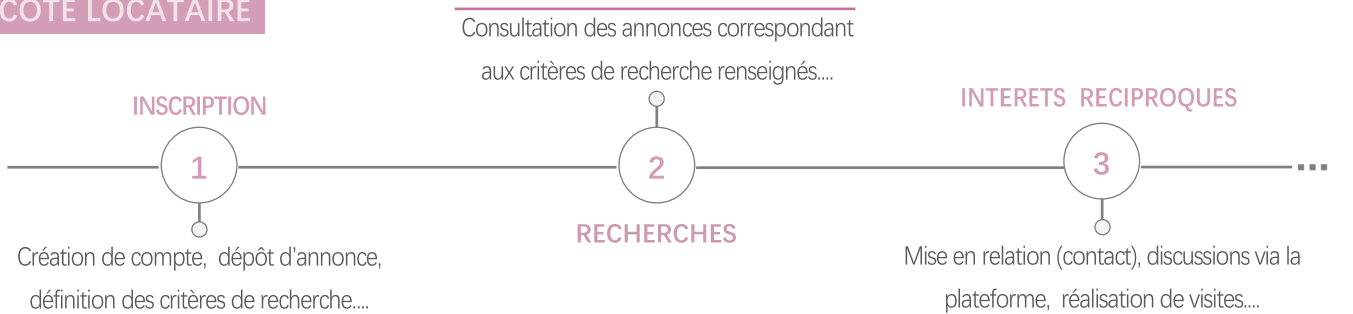 COTE LOCATAIRE
Consultation des annonces correspondant
aux critères de recherche renseignés....
INSCRIPTION
INTERETS RECIPROQUES
1
2
3
...
RECHERCHES
Création de compte, dépôt d'annonce,
définition des critères de recherche....
Mise en relation (contact), discussions via la
plateforme, réalisation de visites....